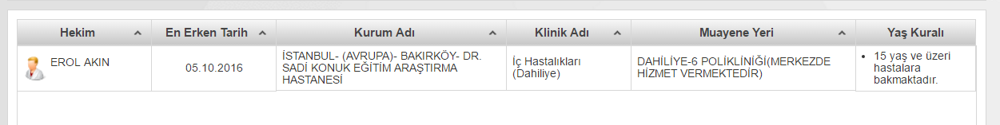 Hekim En Erken Tarih Kurum Adı Klinik Adı Muayene Yeri Yaş Kuralı
EROL AKIN
05.10.2016
İSTANBUL- (AVRUPA)- BAKIRKÖY- DR.
SADİ KONUK EĞİTİM ARAŞTIRMA
HASTANESİ
İç Hastalıkları
(Dahiliye)
DAHİLİYE-6 POLİKLİNİĞİ(MERKEZDE
HİZMET VERMEKTEDİR)
• 15 yaş ve üzeri
hastalara
bakmaktadır.